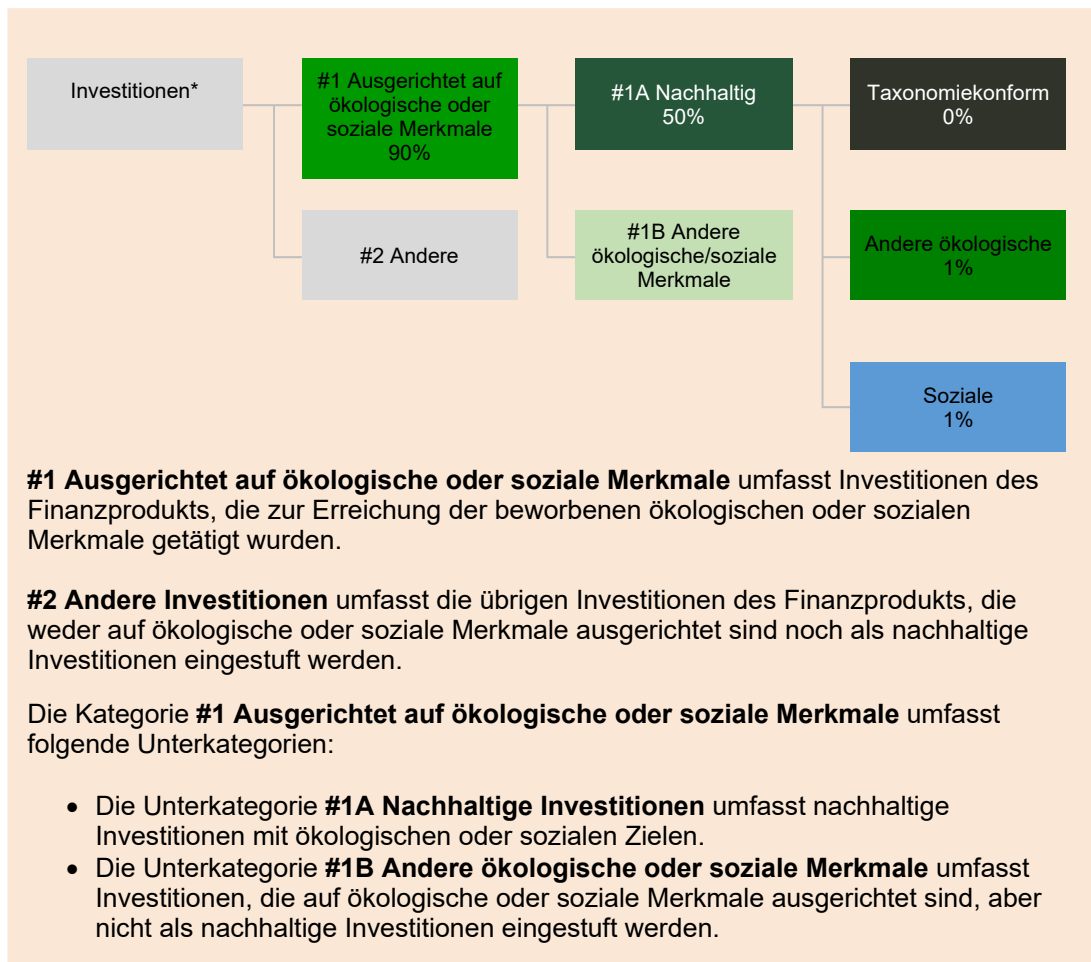 Investitionen*
#1 Ausgerichtet auf
ökologische oder
soziale Merkmale
90%
#1A Nachhaltig
50%
Taxonomiekonform
0%
#2 Andere
#1B Andere
ökologische/soziale
Merkmale
Andere ökologische
1%
Soziale
1%
#1 Ausgerichtet auf ökologische oder soziale Merkmale umfasst Investitionen des
Finanzprodukts, die zur Erreichung der beworbenen ökologischen oder sozialen
Merkmale getätigt wurden.
#2 Andere Investitionen umfasst die übrigen Investitionen des Finanzprodukts, die
weder auf ökologische oder soziale Merkmale ausgerichtet sind noch als nachhaltige
Investitionen eingestuft werden.
Die Kategorie #1 Ausgerichtet auf ökologische oder soziale Merkmale umfasst
folgende Unterkategorien:
• Die Unterkategorie #1A Nachhaltige Investitionen umfasst nachhaltige
Investitionen mit ökologischen oder sozialen Zielen.
• Die Unterkategorie #1B Andere ökologische oder soziale Merkmale umfasst
Investitionen, die auf ökologische oder soziale Merkmale ausgerichtet sind, aber
nicht als nachhaltige Investitionen eingestuft werden.